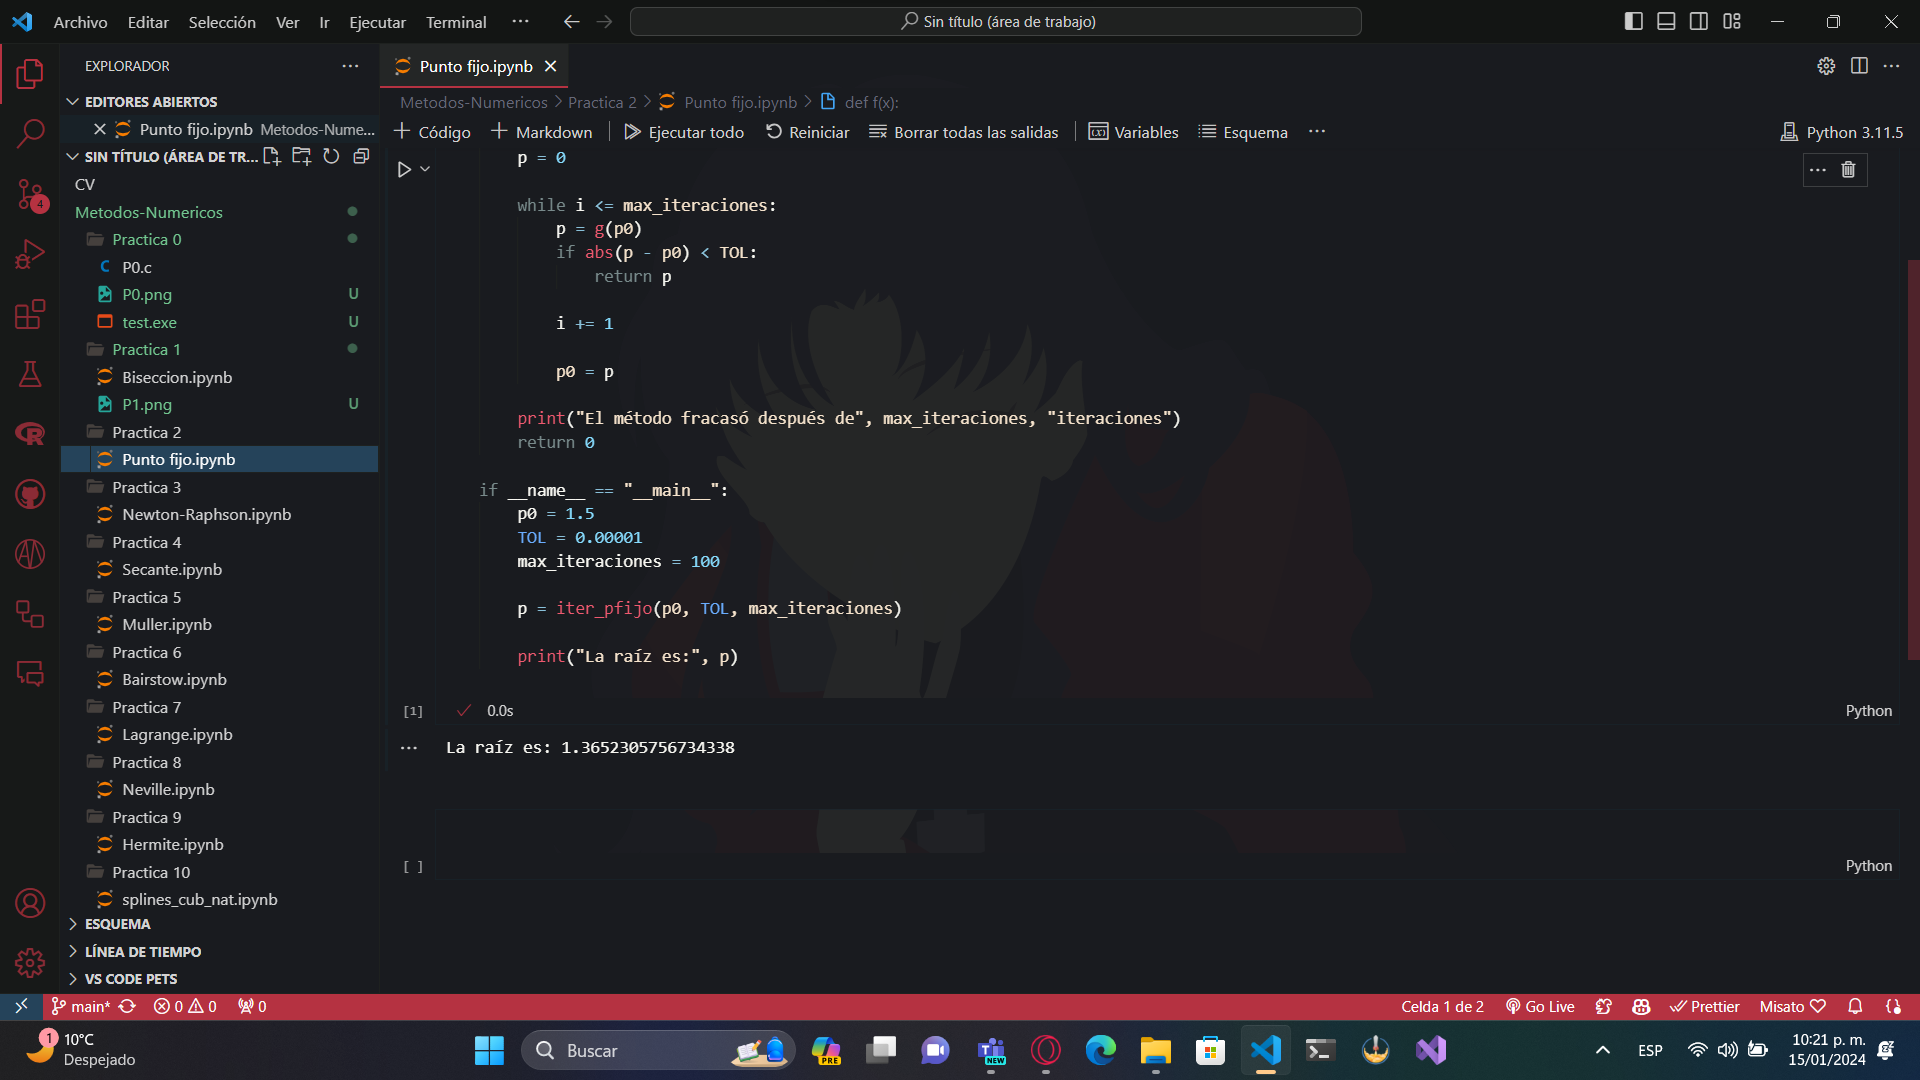 Archivo Editar Selección Ver Ir Ejecutar Terminal ··· Sin título (área de trabajo)
EXPLORADOR ···
EDITORES ABIERTOS
Punto fijo.ipynb Metodos-Nume...
SIN TÍTULO (ÁREA DE TR...
CV
Metodos-Numericos
Practica 0
P0.c
P0.png U
test.exe U
Practica 1
Biseccion.ipynb
P1.png U
Practica 2
Punto fijo.ipynb
Practica 3
Newton-Raphson.ipynb
Practica 4
Secante.ipynb
Practica 5
Muller.ipynb
Practica 6
Bairstow.ipynb
Practica 7
Lagrange.ipynb
Practica 8
Neville.ipynb
Practica 9
Hermite.ipynb
Practica 10
splines_cub_nat.ipynb
ESQUEMA
LÍNEA DE TIEMPO
VS CODE PETS
4
Punto fijo.ipynb
Metodos-Numericos > Practica 2 > Punto fijo.ipynb > def f(x):
+ Código + Markdown Ejecutar todo Reiniciar Borrar todas las salidas Variables Esquema ··· Python 3.11.5
p = 0
while i <= max_iteraciones:
p = g(p0)
if abs(p - p0) < TOL:
return p
i += 1
p0 = p
print("El método fracasó después de", max_iteraciones, "iteraciones")
return 0
if __name__ == "__main__":
p0 = 1.5
TOL = 0.00001
max_iteraciones = 100
p = iter_pfijo(p0, TOL, max_iteraciones)
print("La raíz es:", p)
[1] 0.0s Python
La raíz es: 1.3652305756734338
[ ] Python
main* 0 0 0 Celda 1 de 2 Go Live Prettier Misato
1 10°C
Despejado
Buscar
PRE
NEW
ESP
10:21 p. m.
15/01/2024